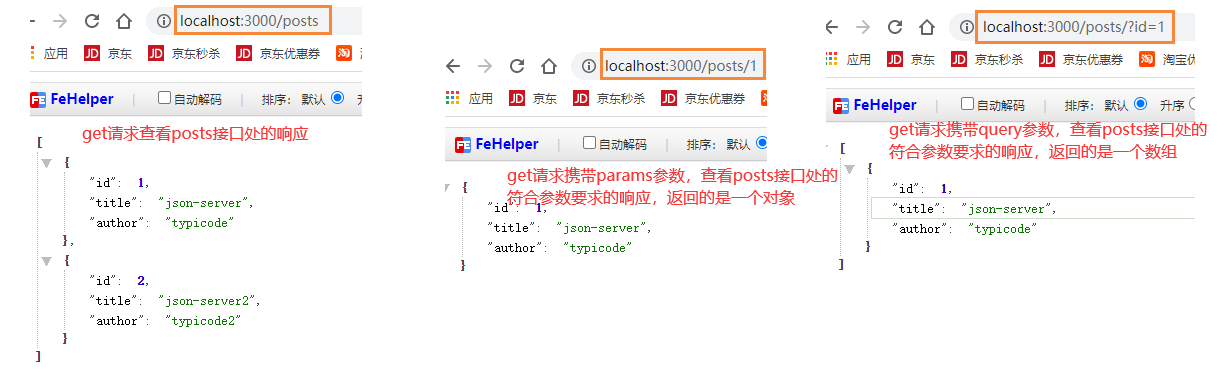 localhost:3000/posts
应用 JD 京东 JD 京东秒杀 JD 京东优惠券 淘
FE FeHelper 自动解码 排序: 默认
get请求查看posts接口处的响应
[
{
"id": 1,
"title": "json-server",
"author": "typicode"
},
{
"id": 2,
"title": "json-server2",
"author": "typicode2"
}
]
localhost:3000/posts/1
应用 JD 京东 JD 京东秒杀 JD 京东优惠券
FE FeHelper 自动解码 排序: 默认
get请求携带params参数，查看posts接口处的
符合参数要求的响应，返回的是一个对象
{
"id": 1,
"title": "json-server",
"author": "typicode"
}
localhost:3000/posts/?id=1
应用 JD 京东 JD 京东秒杀 JD 京东优惠券 淘 淘宝
FE FeHelper 自动解码 排序: 默认 升序
get请求携带query参数，查看posts接口处的
符合参数要求的响应，返回的是一个数组
[
{
"id": 1,
"title": "json-server",
"author": "typicode"
}
]